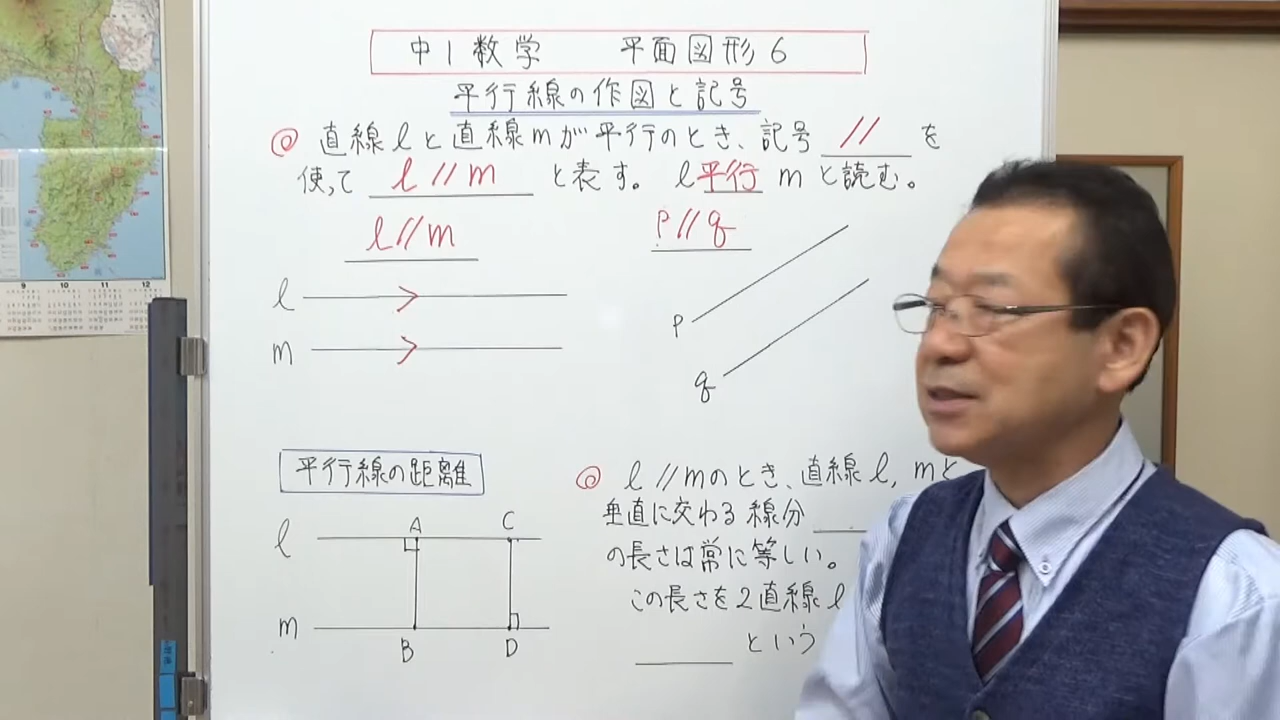 中1数学 平面図形6
平行線の作図と記号
◎ 直線ℓと直線mが平行のとき、記号 // を
使って ℓ//m と表す。 ℓ平行mと読む。
ℓ//m
P//q
ℓ
m
P
q
平行線の距離
ℓ A C
m B D
◎ ℓ//mのとき、直線ℓ, mと
垂直に交わる線分
の長さは常に等しい。
この長さを2直線ℓ
という
9 10 11 12